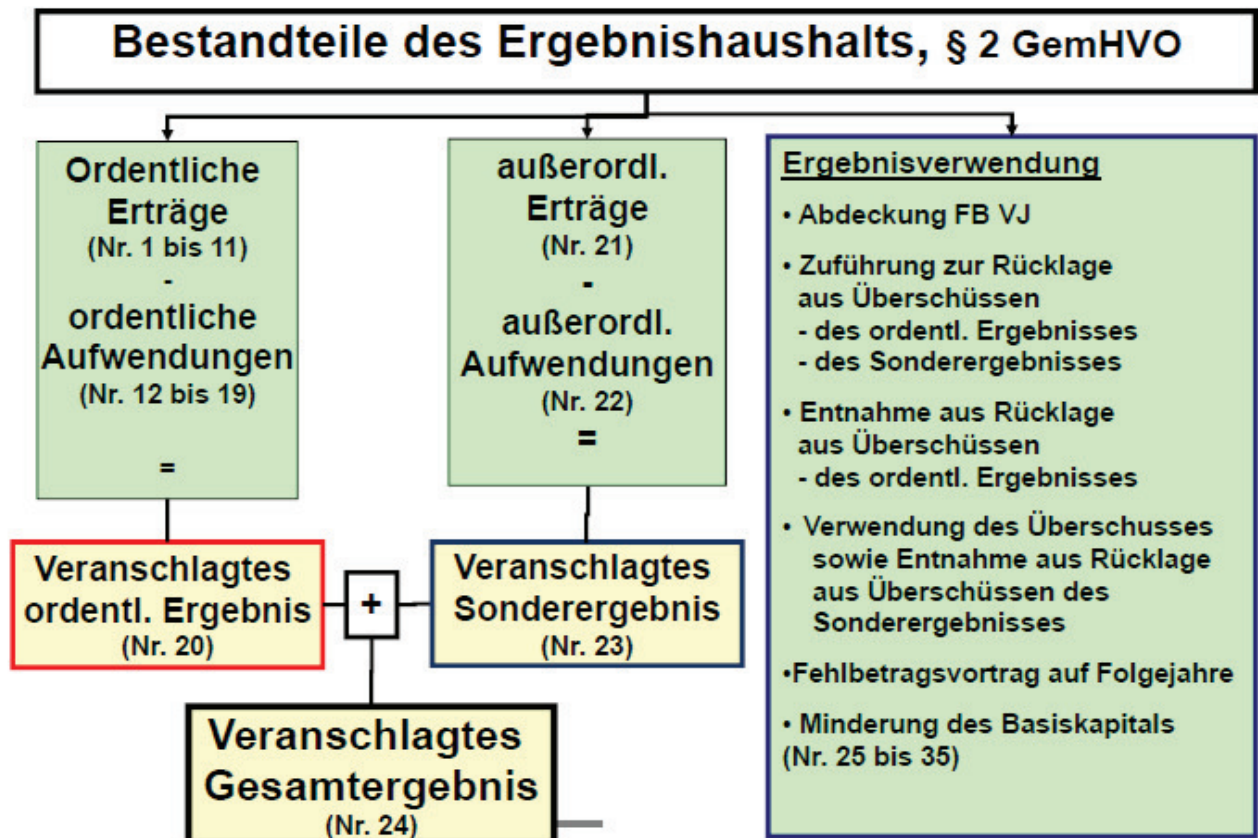 Bestandteile des Ergebnishaushalts, § 2 GemHVO
Ordentliche
Erträge
(Nr. 1 bis 11)
-
ordentliche
Aufwendungen
(Nr. 12 bis 19)
=
außerordl.
Erträge
(Nr. 21)
-
außerordl.
Aufwendungen
(Nr. 22)
=
Ergebnisverwendung
• Abdeckung FB VJ
• Zuführung zur Rücklage
aus Überschüssen
- des ordentl. Ergebnisses
- des Sonderergebnisses
• Entnahme aus Rücklage
aus Überschüssen
- des ordentl. Ergebnisses
• Verwendung des Überschusses
sowie Entnahme aus Rücklage
aus Überschüssen des
Sonderergebnisses
•Fehlbetragsvortrag auf Folgejahre
• Minderung des Basiskapitals
(Nr. 25 bis 35)
Veranschlagtes
ordentl. Ergebnis
(Nr. 20)
+
Veranschlagtes
Sonderergebnis
(Nr. 23)
Veranschlagtes
Gesamtergebnis
(Nr. 24)